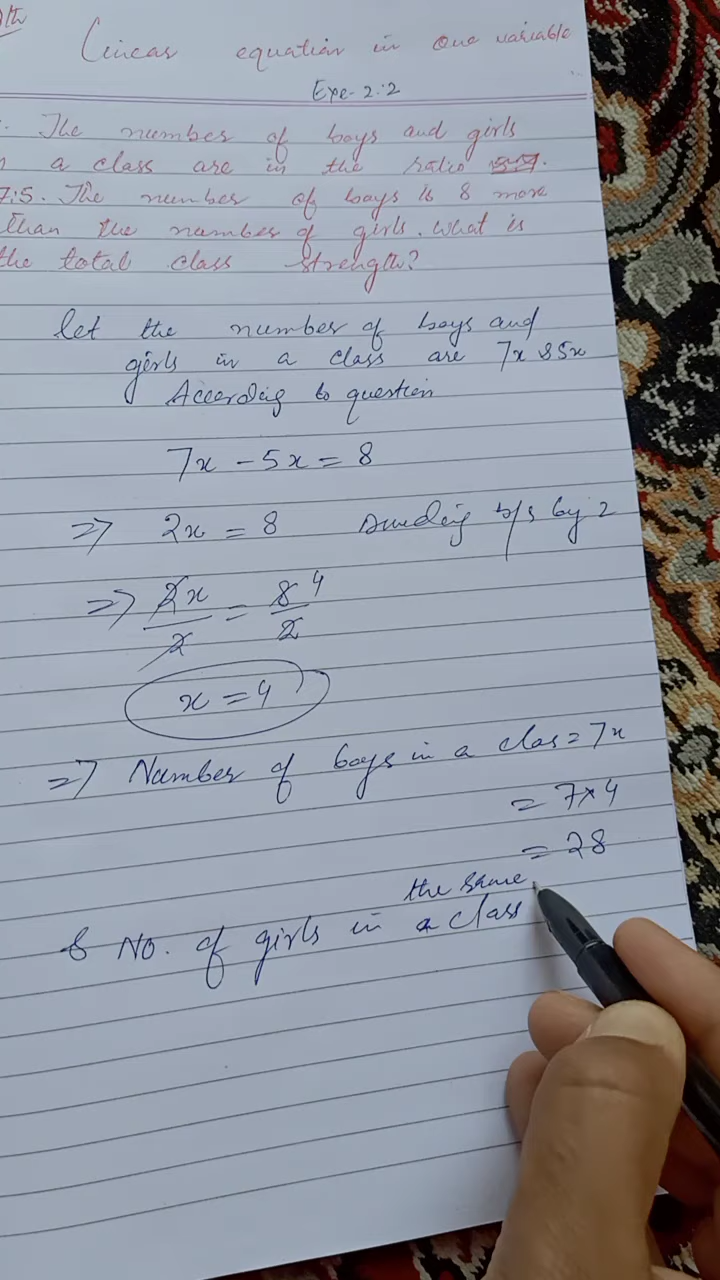 th
Linear equation in one variable
Exe-2.2
The number of boys and girls
a class are in the ratio
7:5. The number of boys is 8 more
than the number of girls. What is
the total class strength?
let the number of boys and
girls in a class are 7x & 5x
According to question
7x - 5x = 8
=> 2x = 8 Dividing b/s by 2
=> 2x/2 = 8/2 4
x = 4
=> Number of boys in a clas = 7x
= 7×4
= 28
the same
& NO. of girls in a class